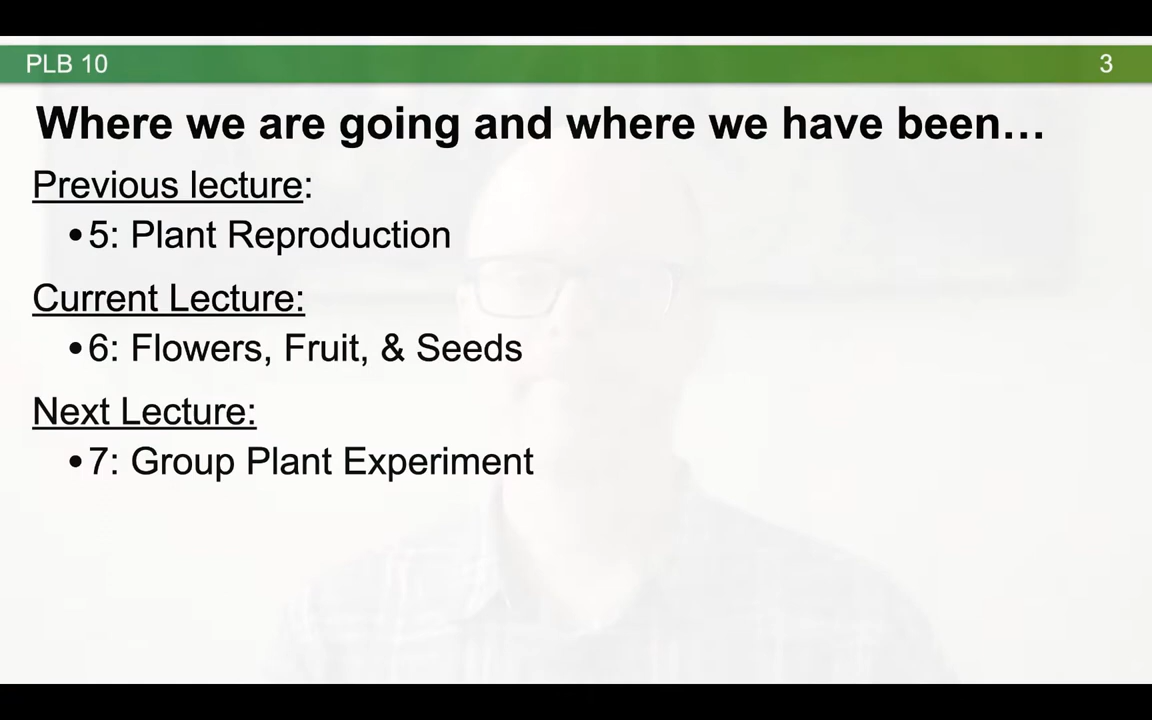 PLB 10
3
Where we are going and where we have been…
Previous lecture:
•5: Plant Reproduction
Current Lecture:
•6: Flowers, Fruit, & Seeds
Next Lecture:
•7: Group Plant Experiment